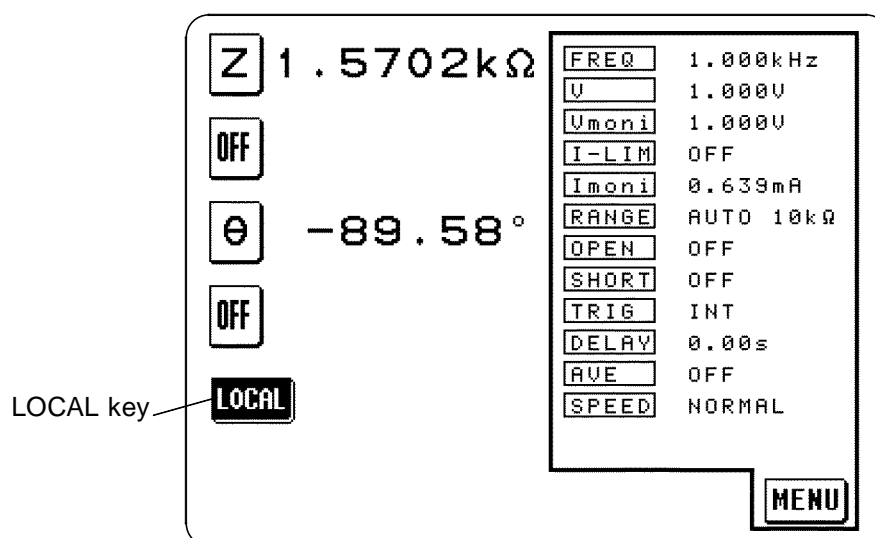 Z 1.5702kΩ
OFF
θ -89.58°
OFF
LOCAL key
LOCAL
FREQ 1.000kHz
V 1.000V
Vmoni 1.000V
I-LIM OFF
Imoni 0.639mA
RANGE AUTO 10kΩ
OPEN OFF
SHORT OFF
TRIG INT
DELAY 0.00s
AVE OFF
SPEED NORMAL
MENU